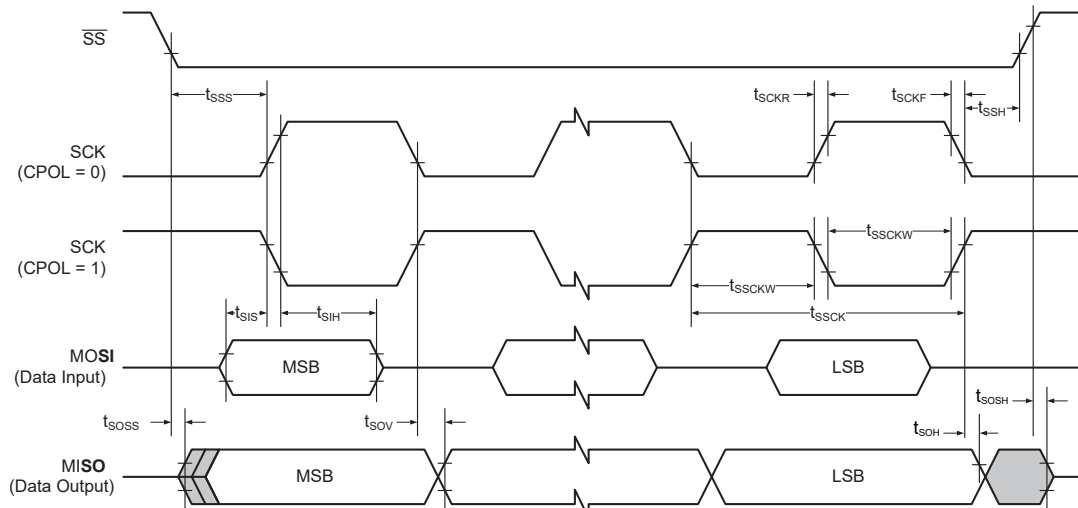 SS
tSSS
tSCKR
tSCKF
tSSH
SCK
(CPOL = 0)
SCK
(CPOL = 1)
tSSCKW
tSSCKW
tSSCK
tSIS
tSIH
MOSI
(Data Input)
MSB
LSB
tSOSS
tSOV
tSOH
tSOSH
MISO
(Data Output)
MSB
LSB